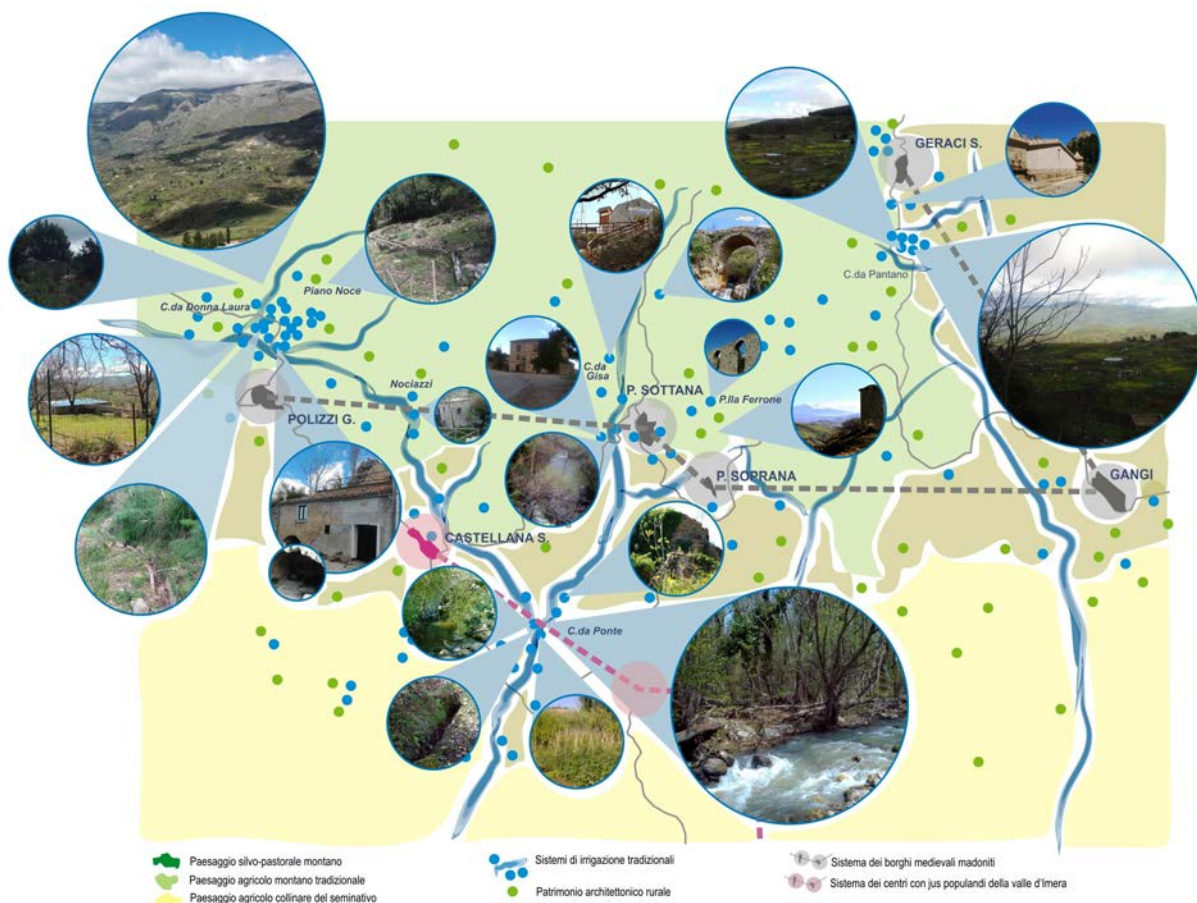 GERACI S.
C.da Pantano
Piano Noce
C.da Donna Laura
C.da
Gisa
Nociazzi
P. SOTTANA
P.lla Ferrone
POLIZZI G.
P. SOPRANA
GANGI
CASTELLANA S.
C.da Ponte
Paesaggio silvo-pastorale montano
Paesaggio agricolo montano tradizionale
Paesaggio agricolo collinare del seminativo
Sistemi di irrigazione tradizionali
Patrimonio architettonico rurale
Sistema dei borghi medievali madoniti
Sistema dei centri con jus populandi della valle d'Imera